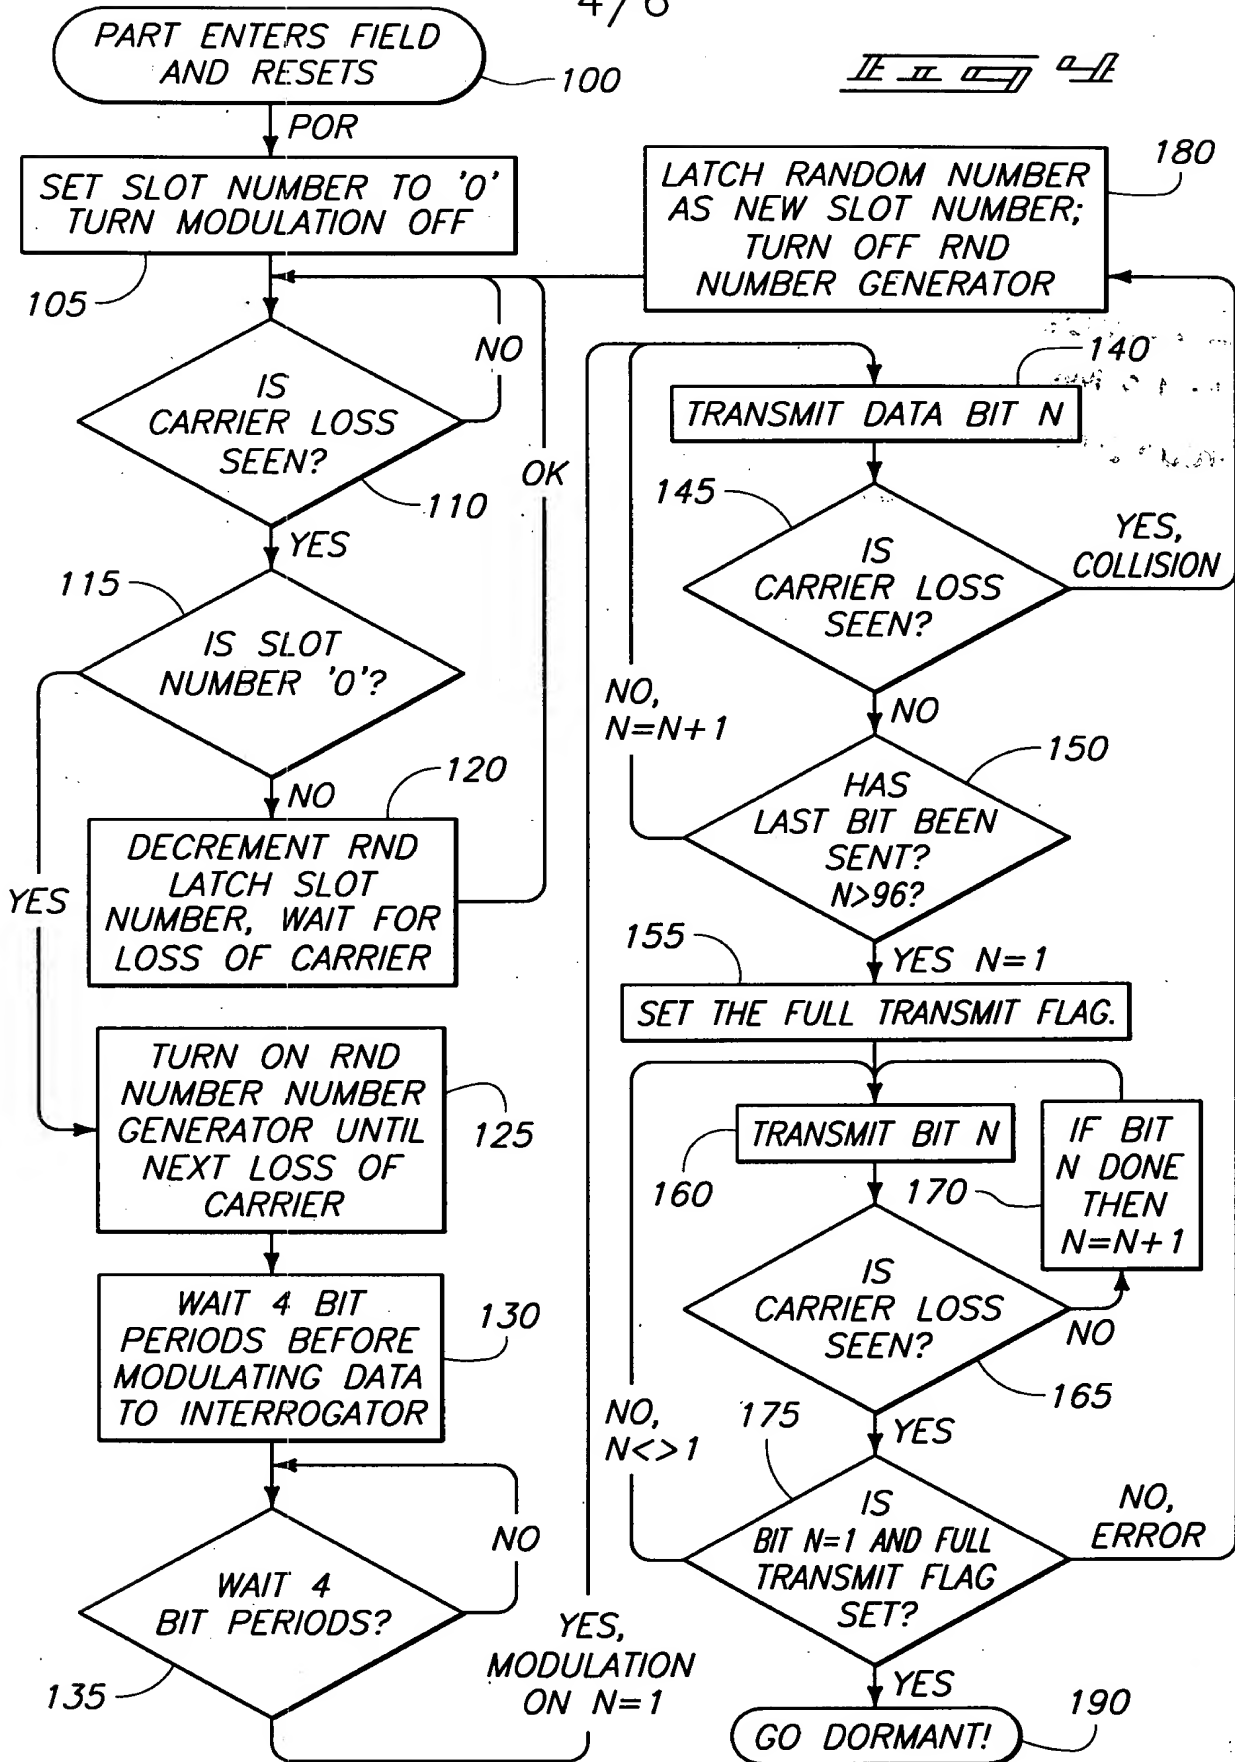 4/6
Fig 4
PART ENTERS FIELD
AND RESETS
100
POR
SET SLOT NUMBER TO '0'
TURN MODULATION OFF
105
NO
IS
CARRIER LOSS
SEEN?
110
OK
YES
115
IS SLOT
NUMBER '0'?
120
NO
DECREMENT RND
LATCH SLOT
NUMBER, WAIT FOR
LOSS OF CARRIER
YES
TURN ON RND
NUMBER NUMBER
GENERATOR UNTIL
NEXT LOSS OF
CARRIER
125
WAIT 4 BIT
PERIODS BEFORE
MODULATING DATA
TO INTERROGATOR
130
NO
WAIT 4
BIT PERIODS?
135
YES,
MODULATION
ON N=1
180
LATCH RANDOM NUMBER
AS NEW SLOT NUMBER;
TURN OFF RND
NUMBER GENERATOR
140
TRANSMIT DATA BIT N
145
IS
CARRIER LOSS
SEEN?
YES,
COLLISION
NO,
N=N+1
NO
150
HAS
LAST BIT BEEN
SENT?
N>96?
155
YES N=1
SET THE FULL TRANSMIT FLAG.
TRANSMIT BIT N
160
170
IF BIT
N DONE
THEN
N=N+1
IS
CARRIER LOSS
SEEN?
NO
165
NO,
N<>1
175
YES
IS
BIT N=1 AND FULL
TRANSMIT FLAG
SET?
NO,
ERROR
YES
190
GO DORMANT!